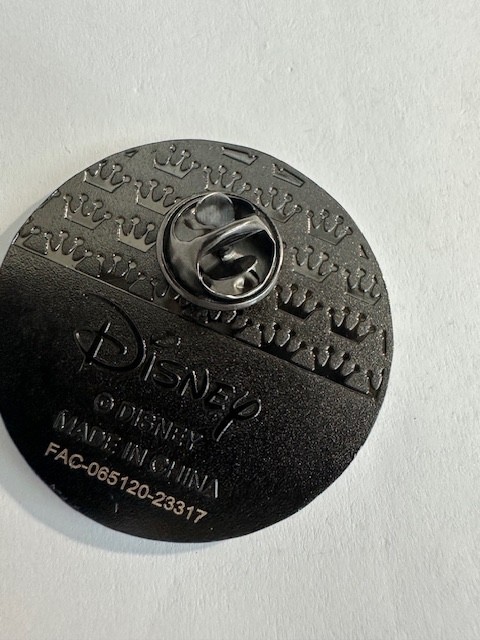 Disney
© DISNEY
MADE IN CHINA
FAC-065120-23317